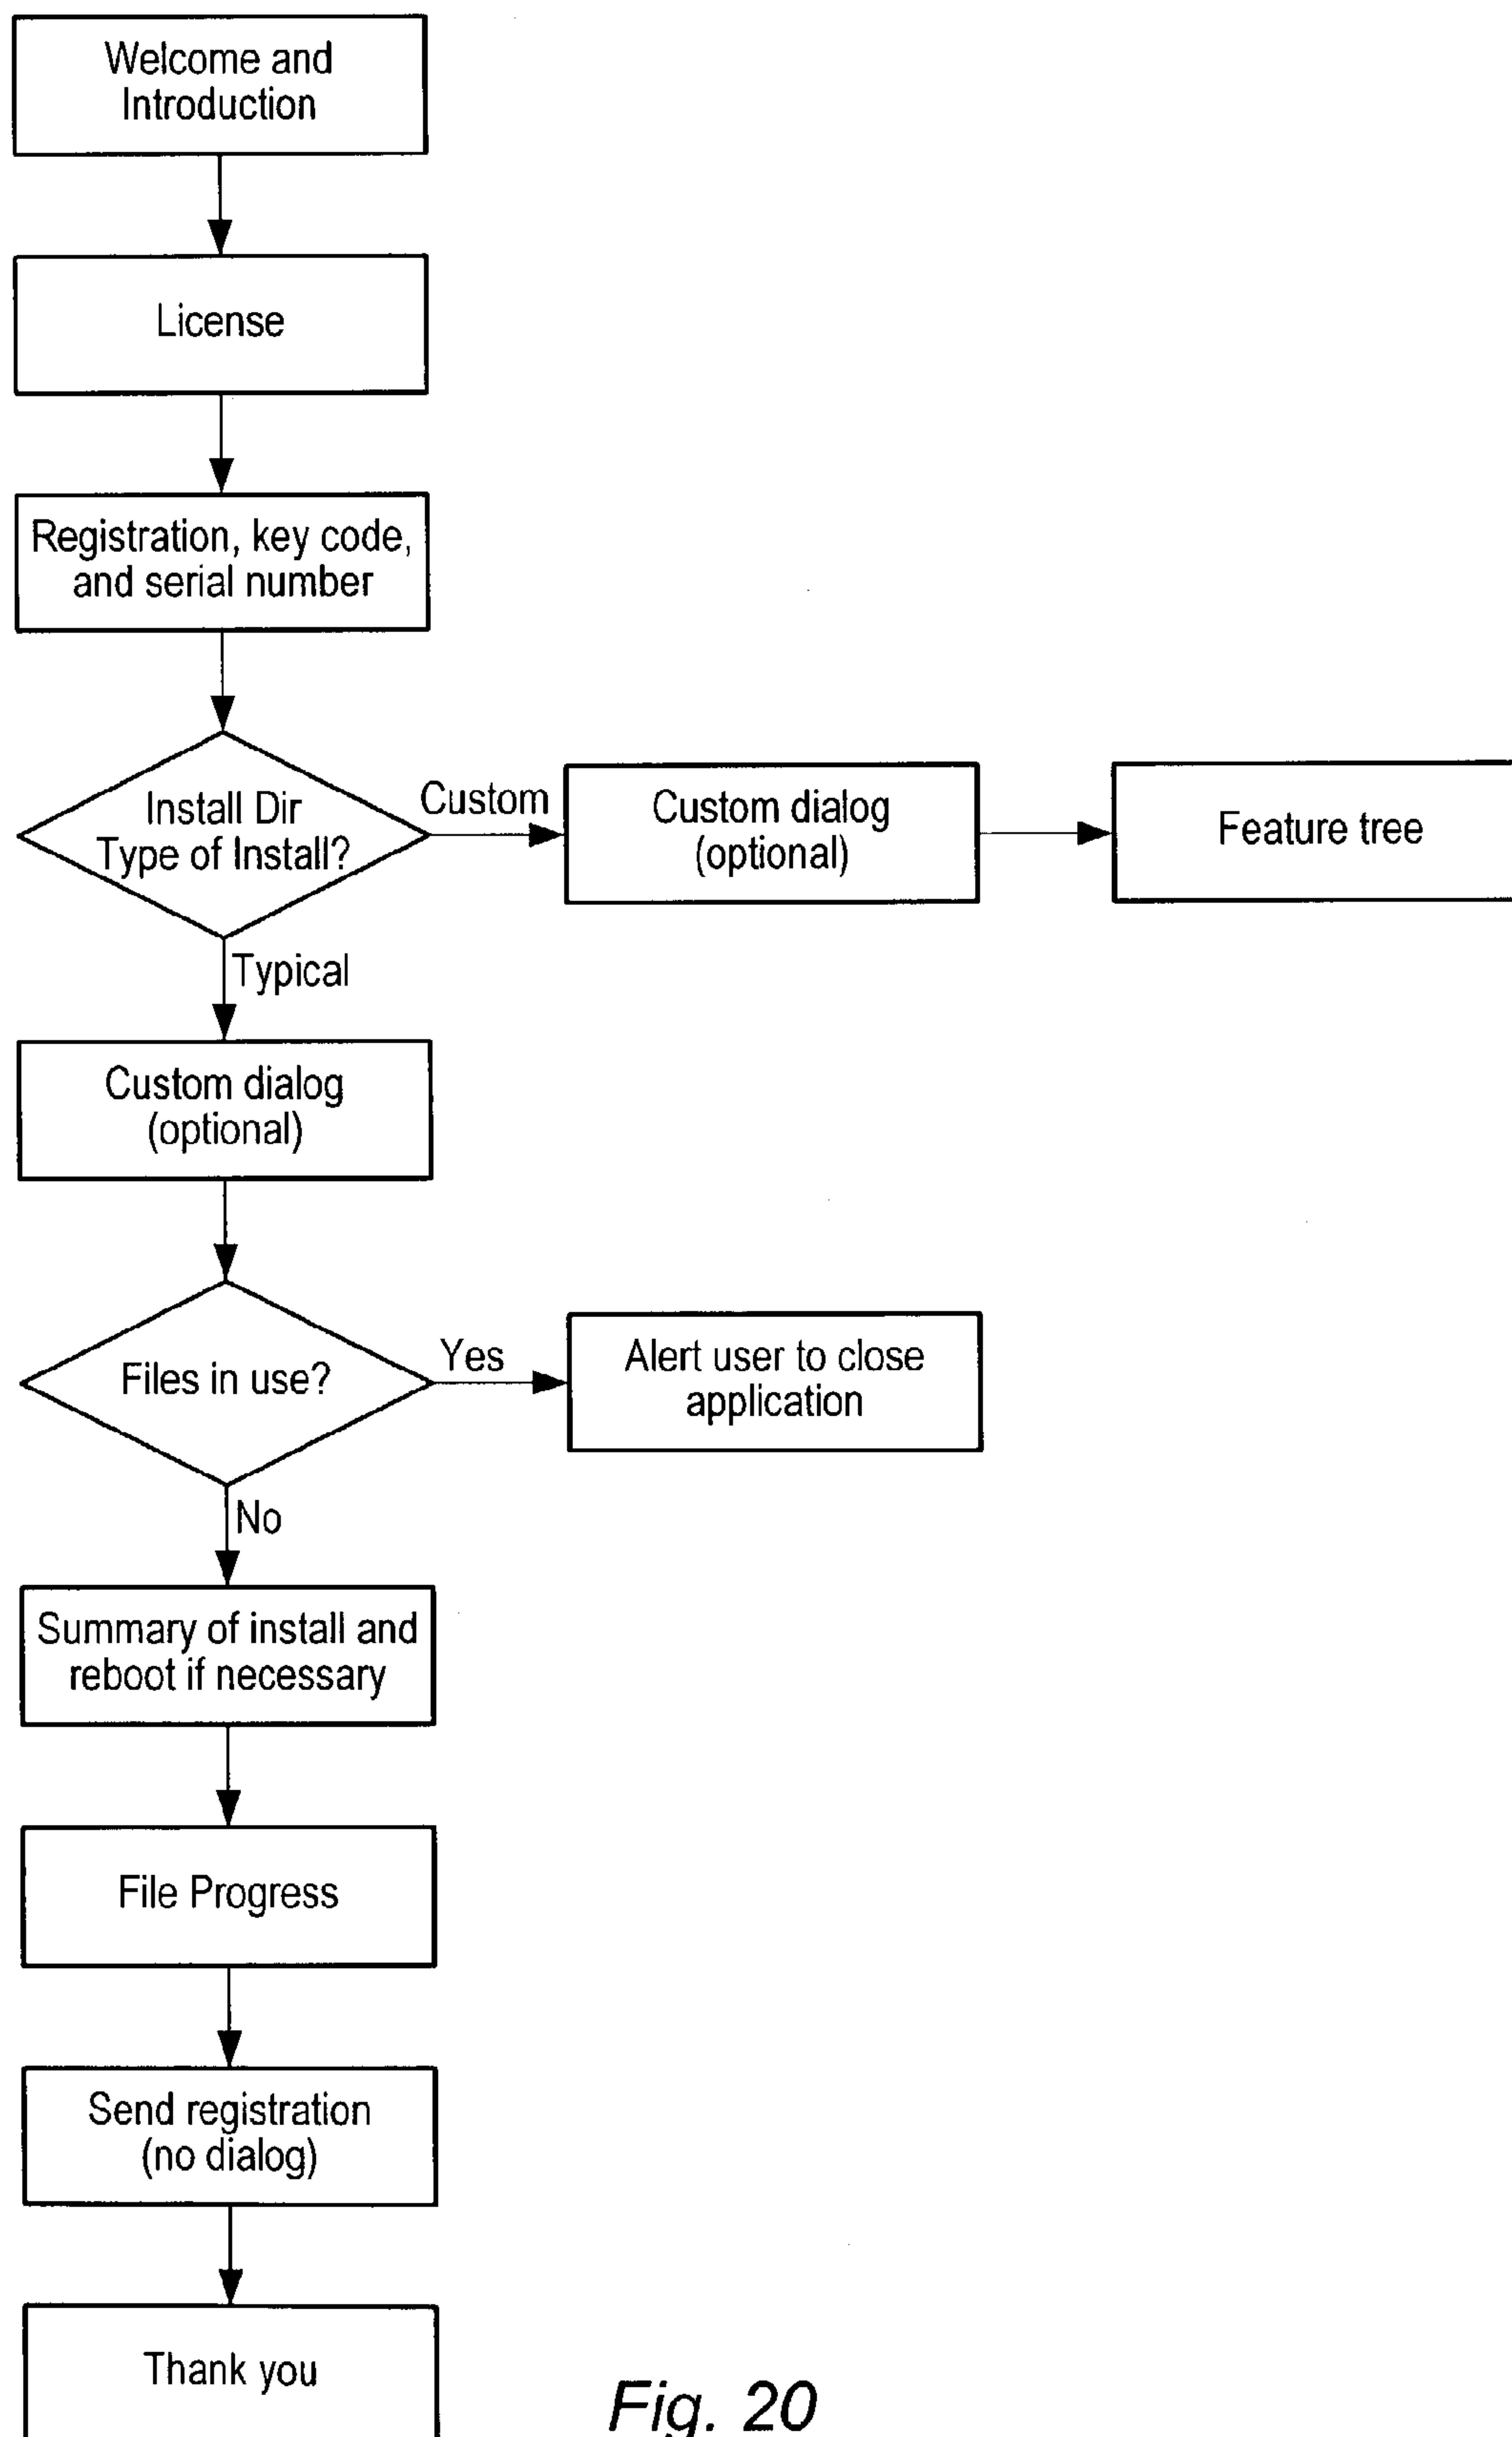 Welcome and
Introduction
License
Registration, key code,
and serial number
Install Dir
Type of Install?
Custom
Custom dialog
(optional)
Feature tree
Typical
Custom dialog
(optional)
Files in use?
Yes
Alert user to close
application
No
Summary of install and
reboot if necessary
File Progress
Send registration
(no dialog)
Thank you
Fig. 20